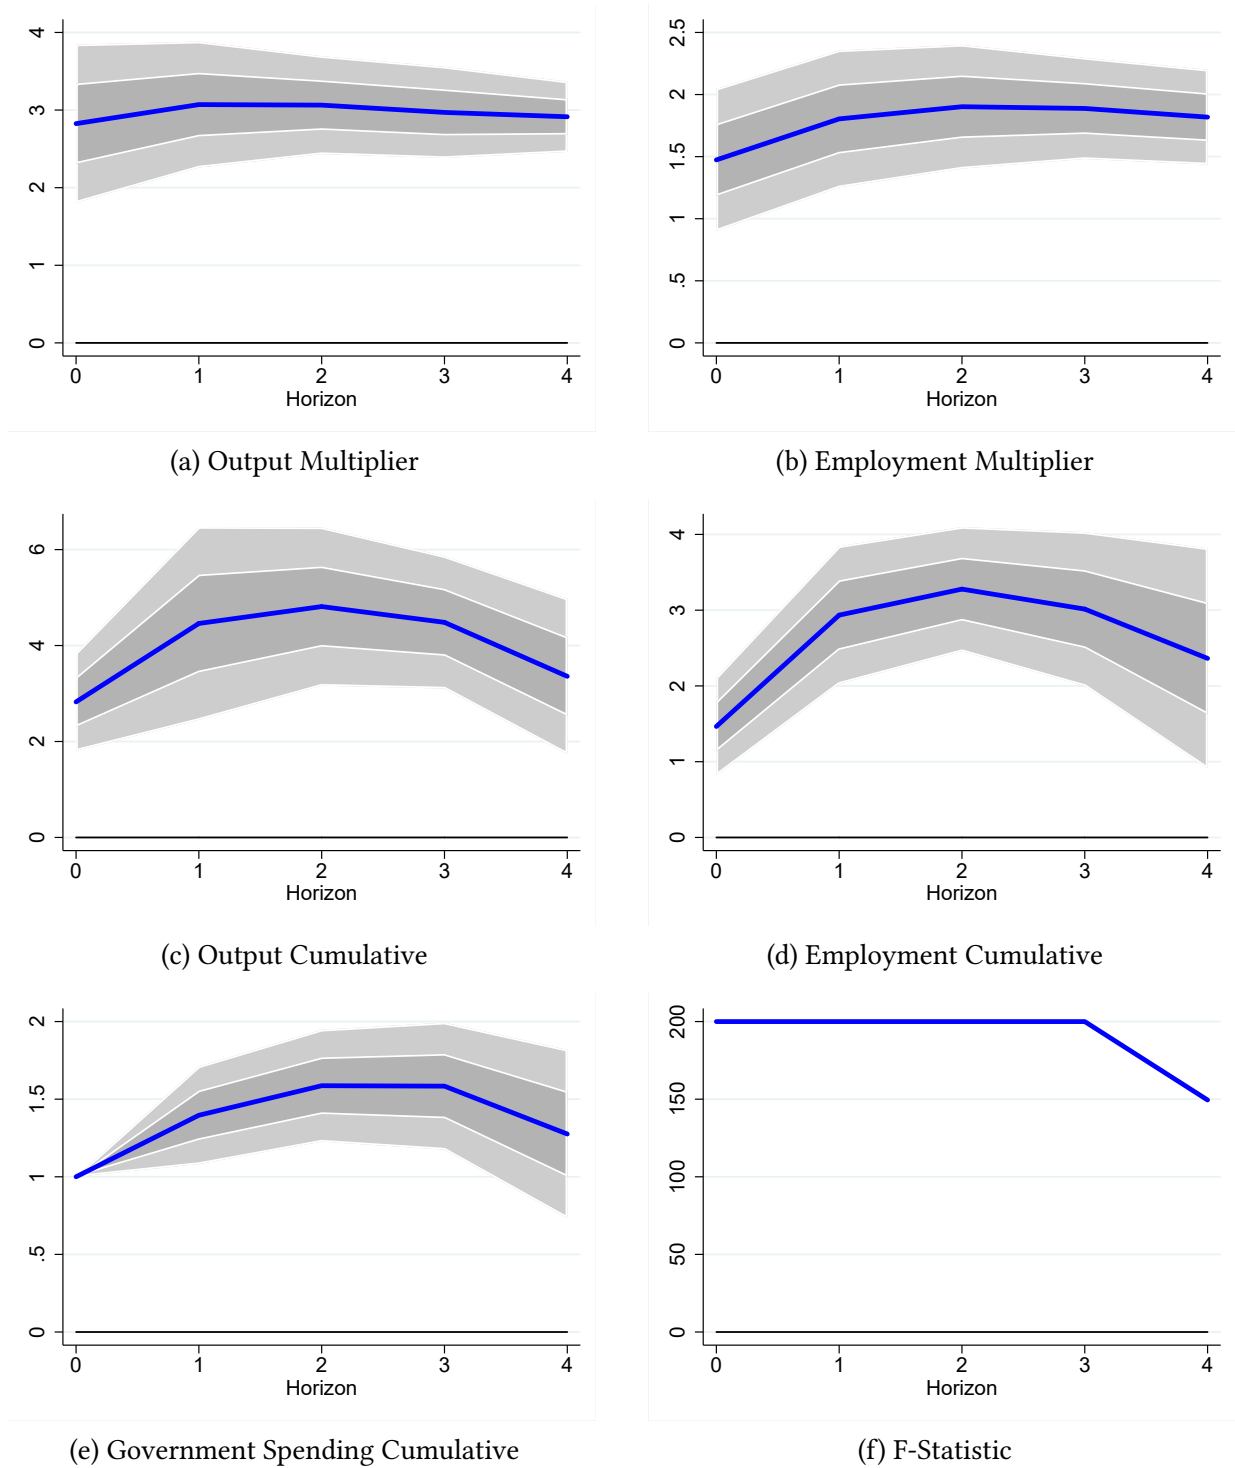 4
3
2
1
0
0 1 2 3 4
Horizon
(a) Output Multiplier
2.5
2
1.5
1
.5
0
0 1 2 3 4
Horizon
(b) Employment Multiplier
6
4
2
0
0 1 2 3 4
Horizon
(c) Output Cumulative
4
3
2
1
0
0 1 2 3 4
Horizon
(d) Employment Cumulative
2
1.5
1
.5
0
0 1 2 3 4
Horizon
(e) Government Spending Cumulative
200
150
100
50
0
0 1 2 3 4
Horizon
(f) F-Statistic